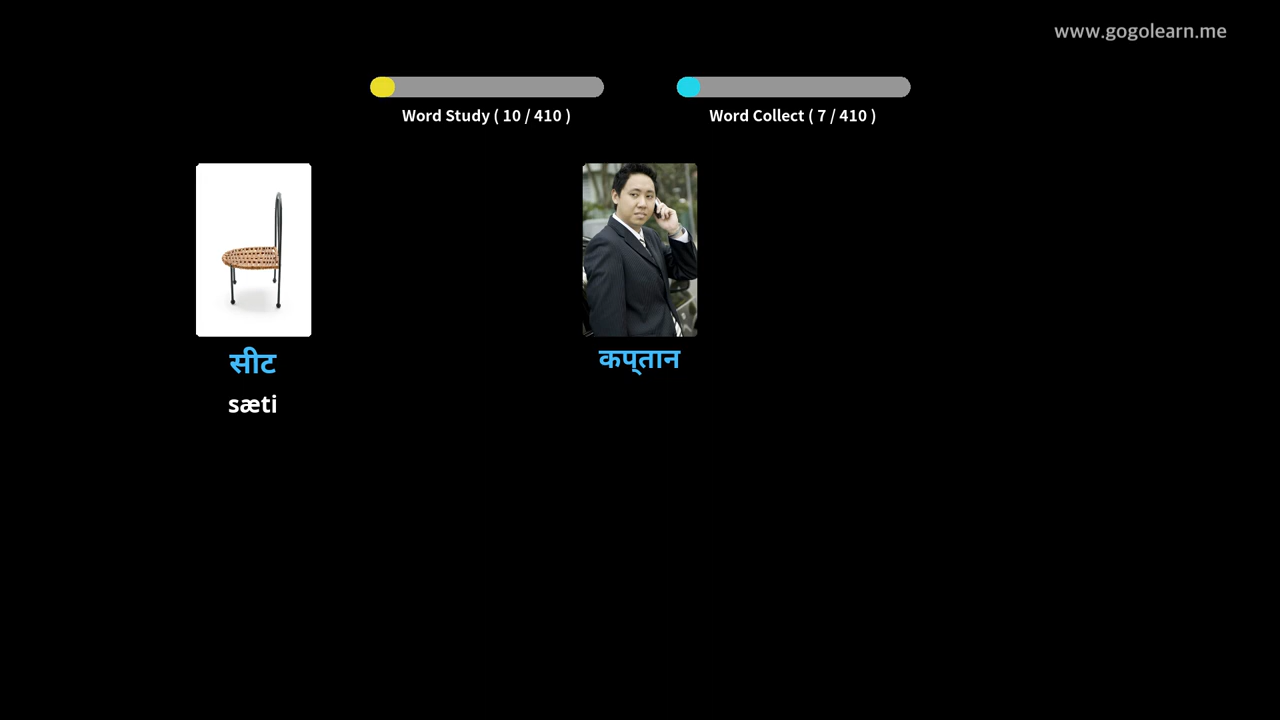 www.gogolearn.me
Word Study ( 10 / 410 )
Word Collect ( 7 / 410 )
सीट
sæti
कप्तान